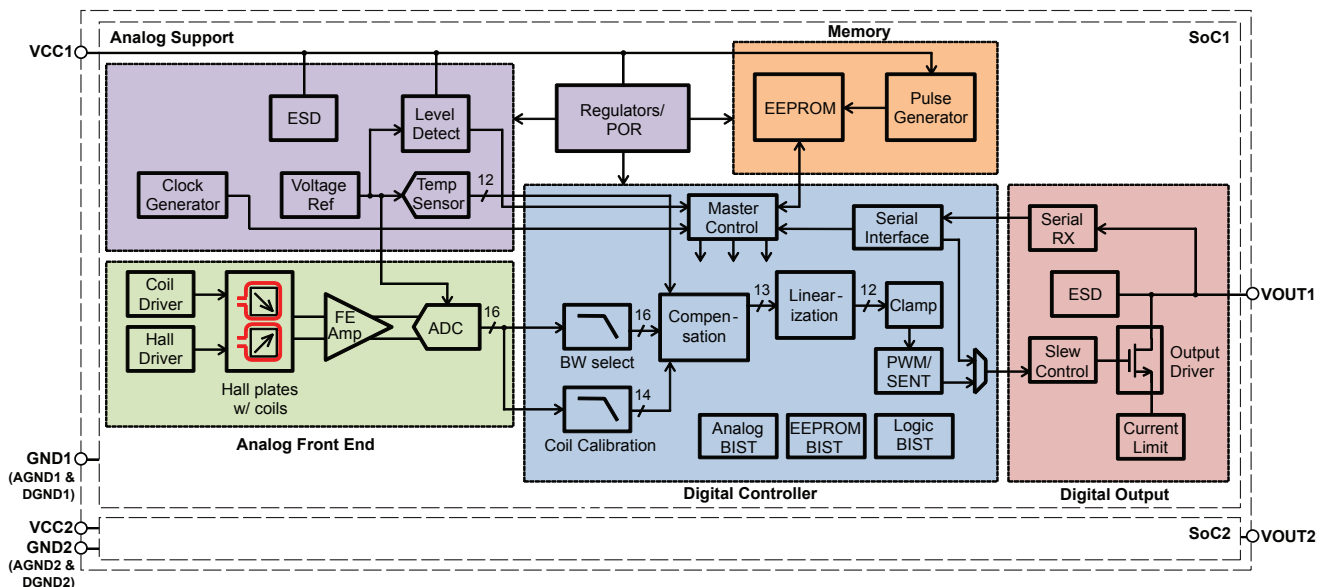 Analog Support
Memory
SoC1
VCC1
ESD
Level
Detect
Regulators/
POR
EEPROM
Pulse
Generator
Clock
Generator
Voltage
Ref
Temp
Sensor
12
Master
Control
Serial
Interface
Serial
RX
Coil
Driver
Hall
Driver
Hall plates
w/ coils
FE
Amp
ADC
16
BW select
16
Compen-
sation
13
Linear-
ization
12
Clamp
PWM/
SENT
ESD
VOUT1
Slew
Control
Output
Driver
Current
Limit
Coil Calibration
14
Analog
BIST
EEPROM
BIST
Logic
BIST
Analog Front End
Digital Controller
Digital Output
GND1
(AGND1 &
DGND1)
VCC2
GND2
(AGND2 &
DGND2)
SoC2
VOUT2